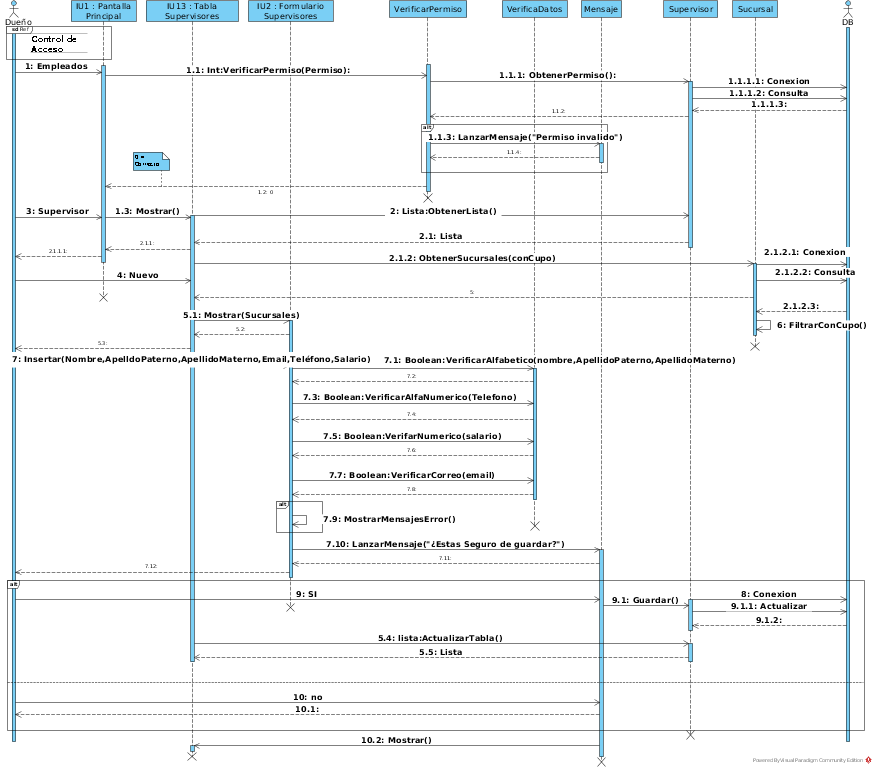 Dueño
IU1 : Pantalla
Principal
IU13 : Tabla
Supervisores
IU2 : Formulario
Supervisores
VerificarPermiso
VerificaDatos
Mensaje
Supervisor
Sucursal
DB
sd Ref
Control de
Acceso
1: Empleados
1.1: Int:VerificarPermiso(Permiso):
1.1.1: ObtenerPermiso():
1.1.1.1: Conexion
1.1.1.2: Consulta
1.1.1.3:
1.1.2:
alt
1.1.3: LanzarMensaje("Permiso invalido")
1.1.4:
1.2: 0
3: Supervisor
1.3: Mostrar()
2: Lista:ObtenerLista()
2.1: Lista
2.1.1:
2.1.1.1:
2.1.2: ObtenerSucursales(conCupo)
2.1.2.1: Conexion
2.1.2.2: Consulta
4: Nuevo
5:
2.1.2.3:
5.1: Mostrar(Sucursales)
6: FiltrarConCupo()
5.2:
5.3:
7: Insertar(Nombre,ApelldoPaterno,ApellidoMaterno,Email,Teléfono,Salario)
7.1: Boolean:VerificarAlfabetico(nombre,ApellidoPaterno,ApellidoMaterno)
7.2:
7.3: Boolean:VerificarAlfaNumerico(Telefono)
7.4:
7.5: Boolean:VerifarNumerico(salario)
7.6:
7.7: Boolean:VerificarCorreo(email)
7.8:
alt
7.9: MostrarMensajesError()
7.10: LanzarMensaje("¿Estas Seguro de guardar?")
7.11:
7.12:
alt
9: SI
9.1: Guardar()
8: Conexion
9.1.1: Actualizar
9.1.2:
5.4: lista:ActualizarTabla()
5.5: Lista
10: no
10.1:
10.2: Mostrar()
Powered By Visual Paradigm Community Edition